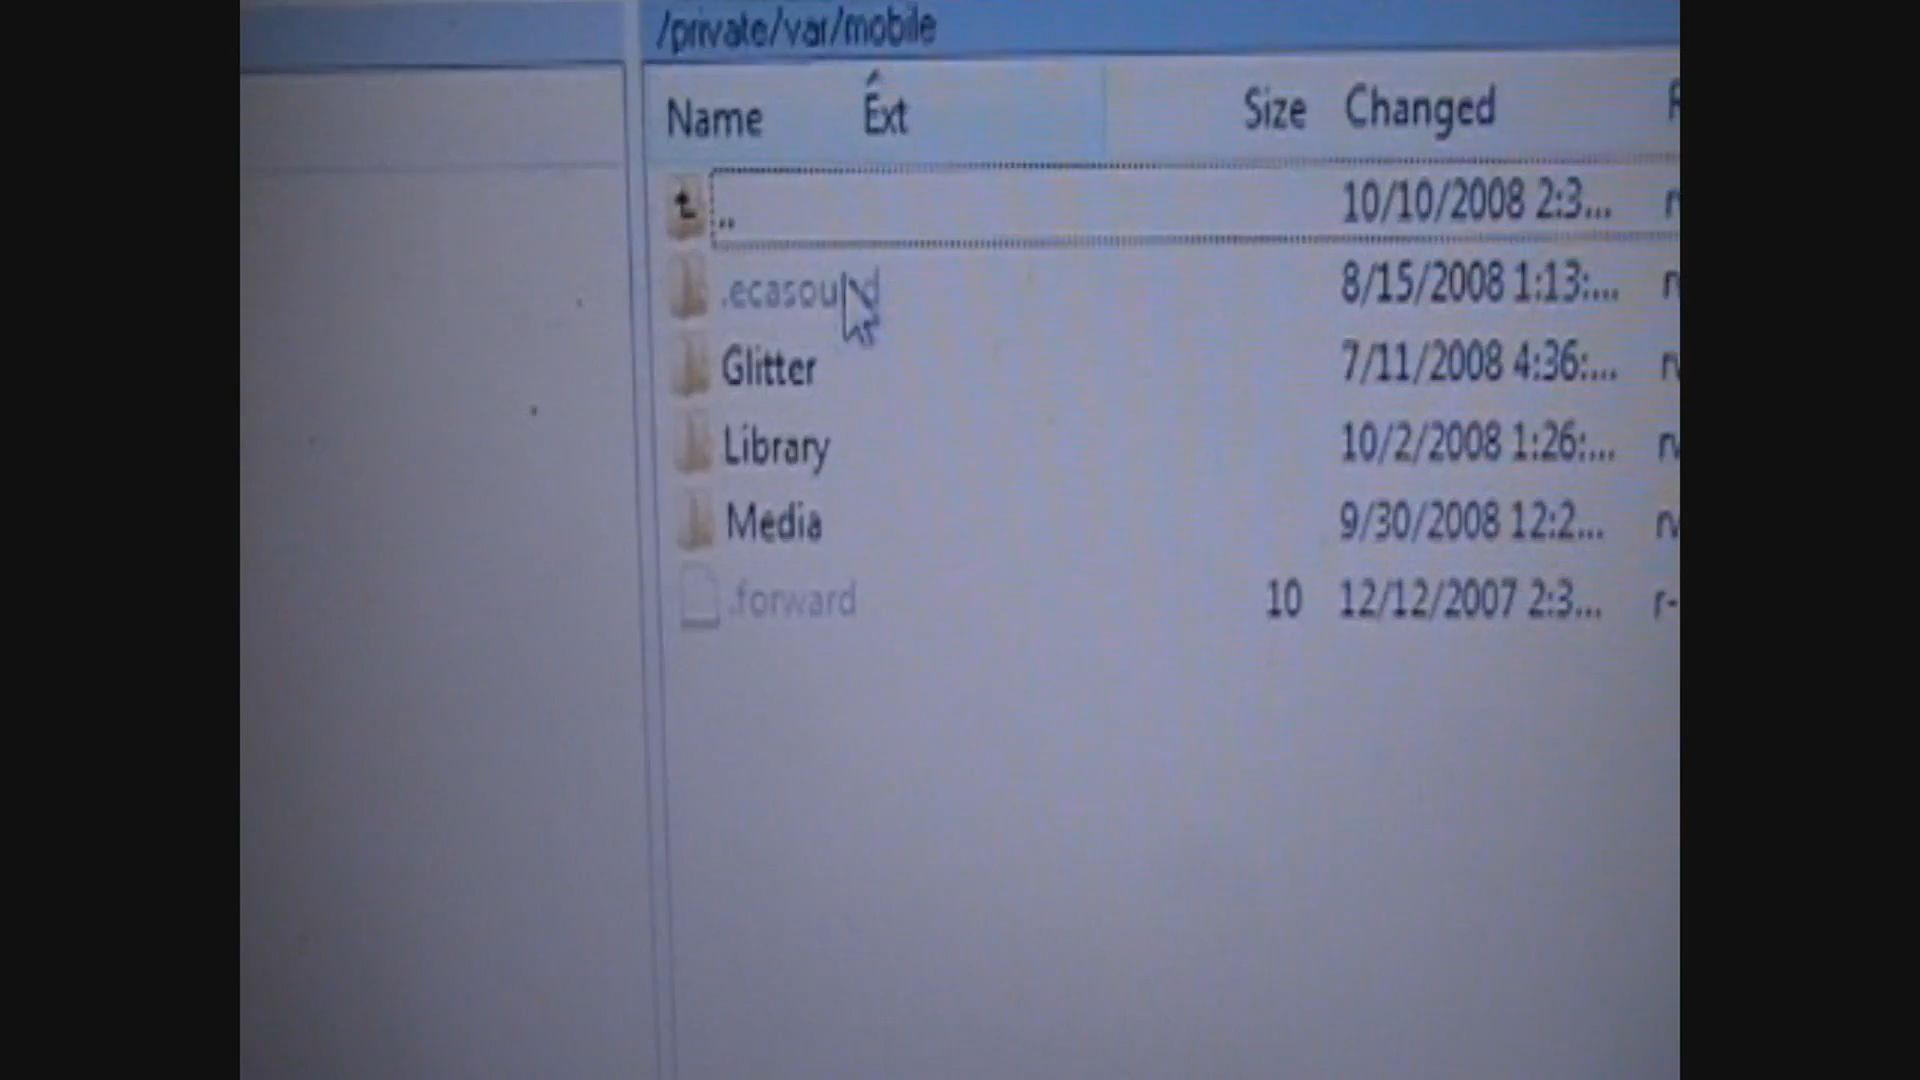 /private/var/mobile
Name Ext Size Changed
.. 10/10/2008 2:3...
.ecasound 8/15/2008 1:13:...
Glitter 7/11/2008 4:36:...
Library 10/2/2008 1:26:...
Media 9/30/2008 12:2...
.forward 10 12/12/2007 2:3... r-